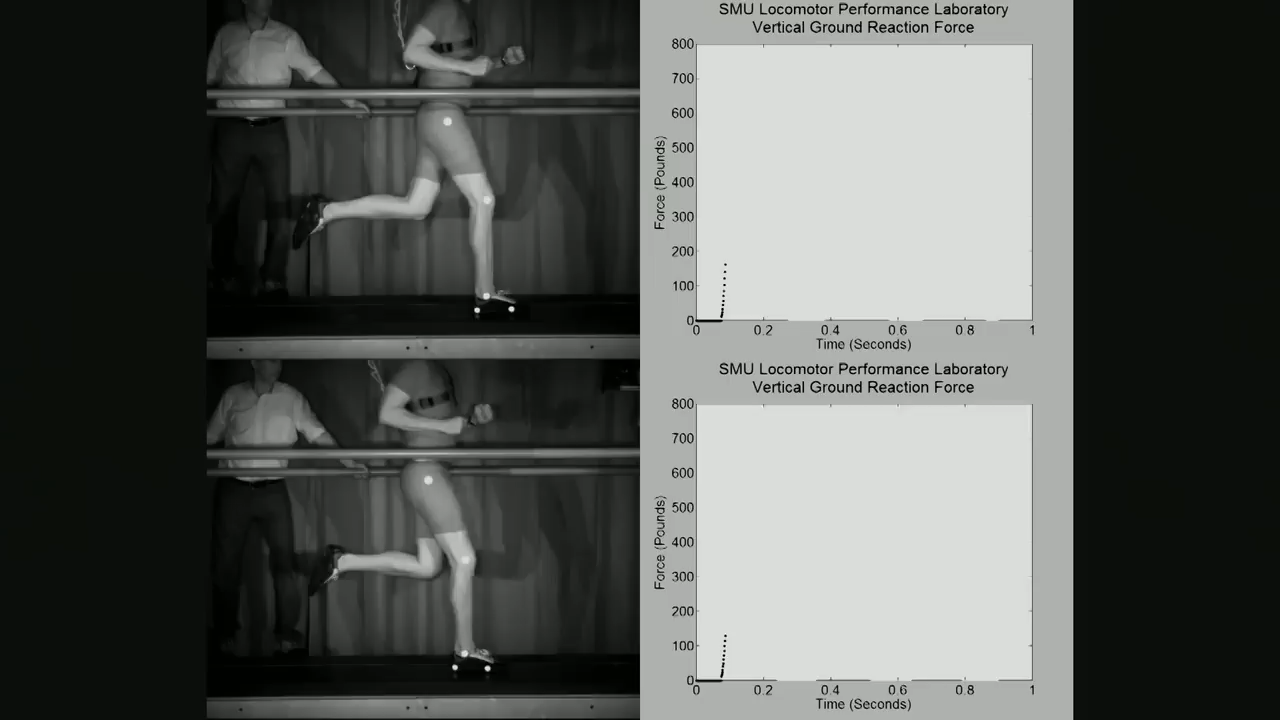 SMU Locomotor Performance Laboratory
Vertical Ground Reaction Force
800
700
600
500
400
300
200
100
0
Force (Pounds)
0 0.2 0.4 0.6 0.8 1
Time (Seconds)
SMU Locomotor Performance Laboratory
Vertical Ground Reaction Force
800
700
600
500
400
300
200
100
0
Force (Pounds)
0 0.2 0.4 0.6 0.8 1
Time (Seconds)